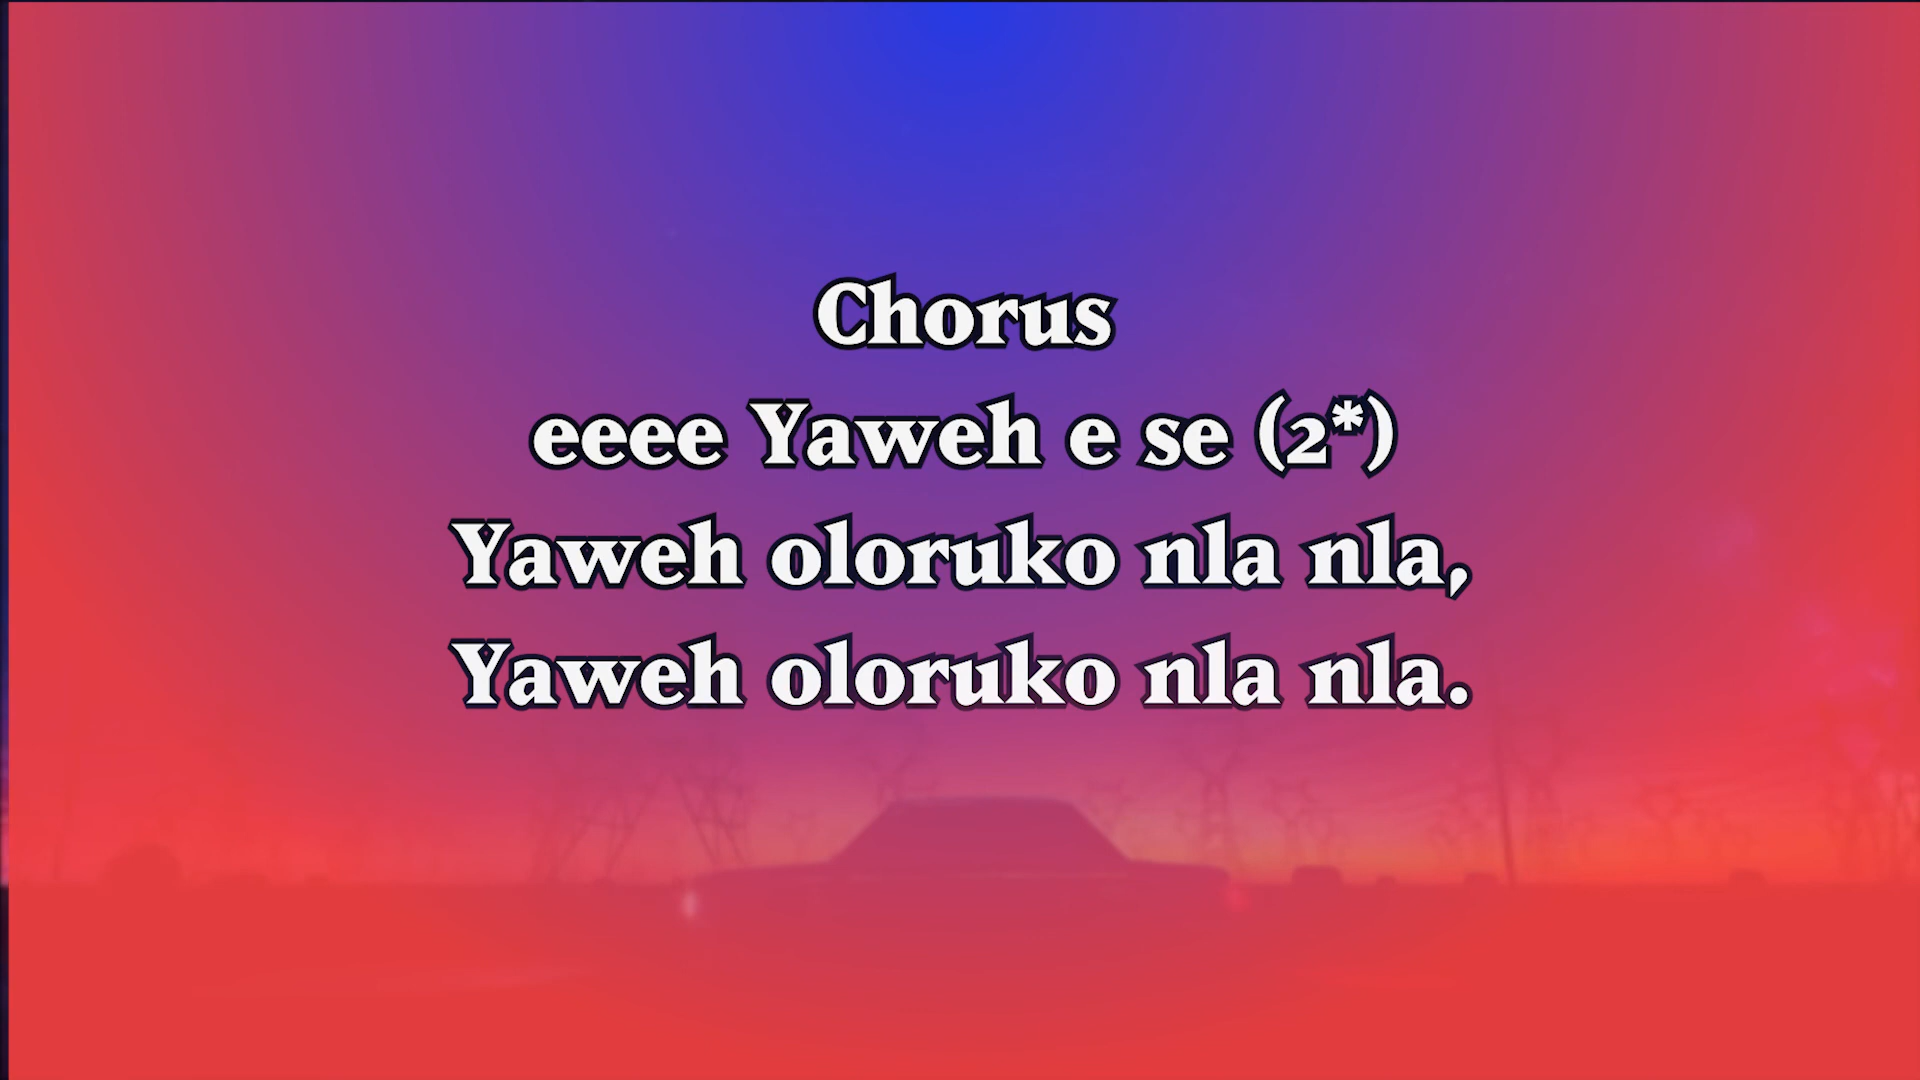 Chorus
eeee Yaweh e se (2*)
Yaweh oloruko nla nla,
Yaweh oloruko nla nla.